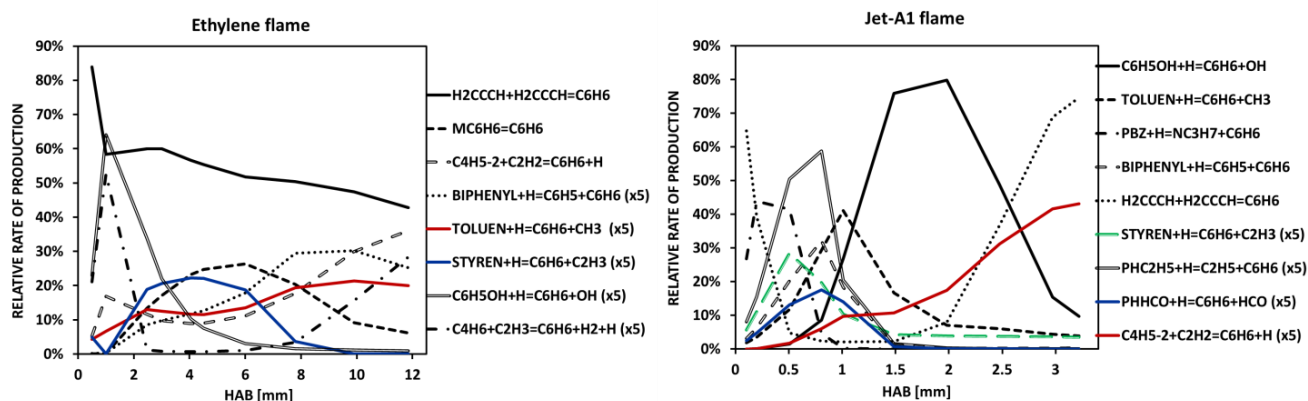 Ethylene flame
RELATIVE RATE OF PRODUCTION
90%
80%
70%
60%
50%
40%
30%
20%
10%
0%
0 2 4 6 8 10 12
HAB [mm]
H2CCCH+H2CCCH=C6H6
MC6H6=C6H6
C4H5-2+C2H2=C6H6+H
BIPHENYL+H=C6H5+C6H6 (x5)
TOLUEN+H=C6H6+CH3 (x5)
STYREN+H=C6H6+C2H3 (x5)
C6H5OH+H=C6H6+OH (x5)
C4H6+C2H3=C6H6+H2+H (x5)
Jet-A1 flame
RELATIVE RATE OF PRODUCTION
90%
80%
70%
60%
50%
40%
30%
20%
10%
0%
0 0.5 1 1.5 2 2.5 3
HAB [mm]
C6H5OH+H=C6H6+OH
TOLUEN+H=C6H6+CH3
PBZ+H=NC3H7+C6H6
BIPHENYL+H=C6H5+C6H6
H2CCCH+H2CCCH=C6H6
STYREN+H=C6H6+C2H3 (x5)
PHC2H5+H=C2H5+C6H6 (x5)
PHHCO+H=C6H6+HCO (x5)
C4H5-2+C2H2=C6H6+H (x5)